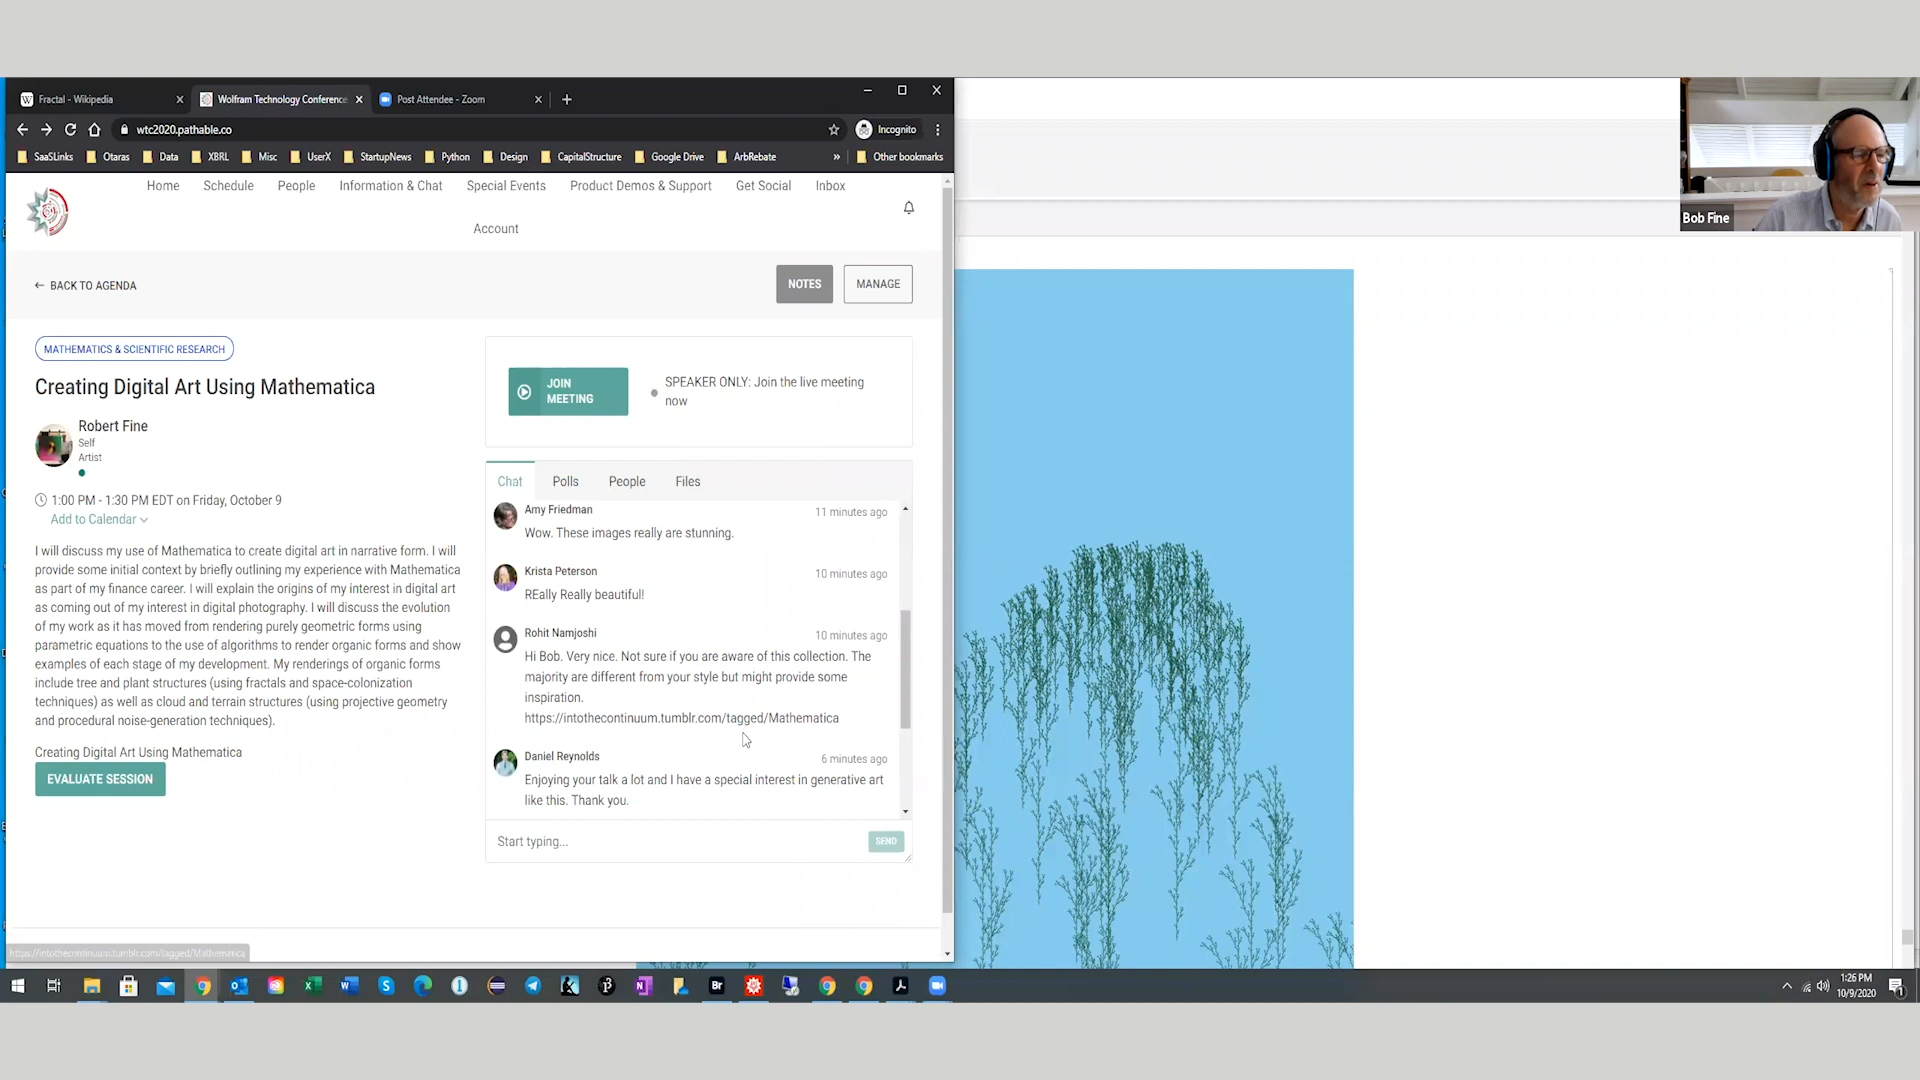 Fractal - Wikipedia
Wolfram Technology Conference
Post Attendee - Zoom
wtc2020.pathable.co
Incognito
SaaSLinks Otaras Data XBRL Misc UserX StartupNews Python Design CapitalStructure Google Drive ArbRebate » Other bookmarks
Home Schedule People Information & Chat Special Events Product Demos & Support Get Social Inbox
Account
BACK TO AGENDA
NOTES MANAGE
MATHEMATICS & SCIENTIFIC RESEARCH
Creating Digital Art Using Mathematica
Robert Fine
Self
Artist
1:00 PM - 1:30 PM EDT on Friday, October 9
Add to Calendar
I will discuss my use of Mathematica to create digital art in narrative form. I will
provide some initial context by briefly outlining my experience with Mathematica
as part of my finance career. I will explain the origins of my interest in digital art
as coming out of my interest in digital photography. I will discuss the evolution
of my work as it has moved from rendering purely geometric forms using
parametric equations to the use of algorithms to render organic forms and show
examples of each stage of my development. My renderings of organic forms
include tree and plant structures (using fractals and space-colonization
techniques) as well as cloud and terrain structures (using projective geometry
and procedural noise-generation techniques).
Creating Digital Art Using Mathematica
EVALUATE SESSION
JOIN
MEETING
SPEAKER ONLY: Join the live meeting
now
Chat Polls People Files
Amy Friedman 11 minutes ago
Wow. These images really are stunning.
Krista Peterson 10 minutes ago
REally Really beautiful!
Rohit Namjoshi 10 minutes ago
Hi Bob. Very nice. Not sure if you are aware of this collection. The
majority are different from your style but might provide some
inspiration.
https://intothecontinuum.tumblr.com/tagged/Mathematica
Daniel Reynolds 6 minutes ago
Enjoying your talk a lot and I have a special interest in generative art
like this. Thank you.
Start typing...
SEND
https://intothecontinuum.tumblr.com/tagged/Mathematica
Bob Fine
1:26 PM
10/9/2020